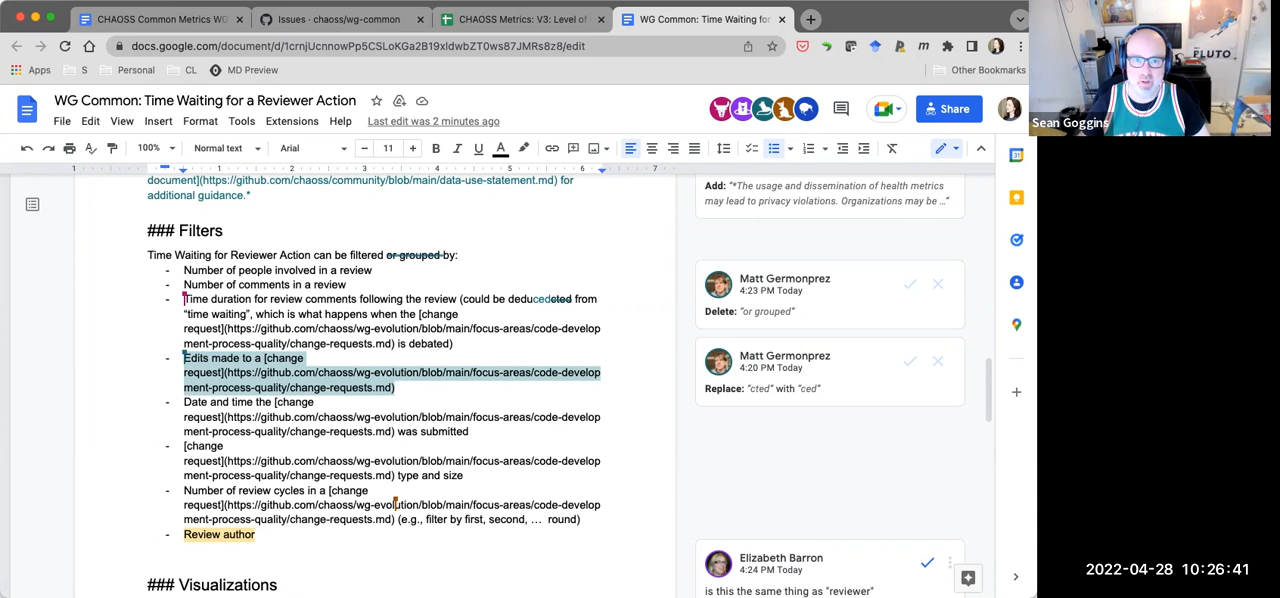 CHAOSS Common Metrics WG
Issues · chaoss/wg-common
CHAOSS Metrics: V3: Level of
WG Common: Time Waiting for
docs.google.com/document/d/1crnjUcnnowPp5CSLoKGa2B19xldwbZT0ws87JMRs8z8/edit
Apps
S
Personal
CL
MD Preview
Other Bookmarks
PLUTO
Sean Goggins
WG Common: Time Waiting for a Reviewer Action
File Edit View Insert Format Tools Extensions Help Last edit was 2 minutes ago
Share
100% Normal text Arial 11 B I U A
1 1 2 3 4 5 6 7
document](https://github.com/chaoss/community/blob/main/data-use-statement.md) for
additional guidance.*
### Filters
Time Waiting for Reviewer Action can be filtered or grouped by:
- Number of people involved in a review
- Number of comments in a review
- Time duration for review comments following the review (could be deducedcted from
“time waiting”, which is what happens when the [change
request](https://github.com/chaoss/wg-evolution/blob/main/focus-areas/code-develop
ment-process-quality/change-requests.md) is debated)
- Edits made to a [change
request](https://github.com/chaoss/wg-evolution/blob/main/focus-areas/code-develop
ment-process-quality/change-requests.md)
- Date and time the [change
request](https://github.com/chaoss/wg-evolution/blob/main/focus-areas/code-develop
ment-process-quality/change-requests.md) was submitted
- [change
request](https://github.com/chaoss/wg-evolution/blob/main/focus-areas/code-develop
ment-process-quality/change-requests.md) type and size
- Number of review cycles in a [change
request](https://github.com/chaoss/wg-evolution/blob/main/focus-areas/code-develop
ment-process-quality/change-requests.md) (e.g., filter by first, second, … round)
- Review author
### Visualizations
Add: “*The usage and dissemination of health metrics
may lead to privacy violations. Organizations may be …”
Matt Germonprez
4:23 PM Today
Delete: “or grouped”
Matt Germonprez
4:20 PM Today
Replace: “cted” with “ced”
Elizabeth Barron
4:24 PM Today
is this the same thing as "reviewer"
2022-04-28 10:26:41